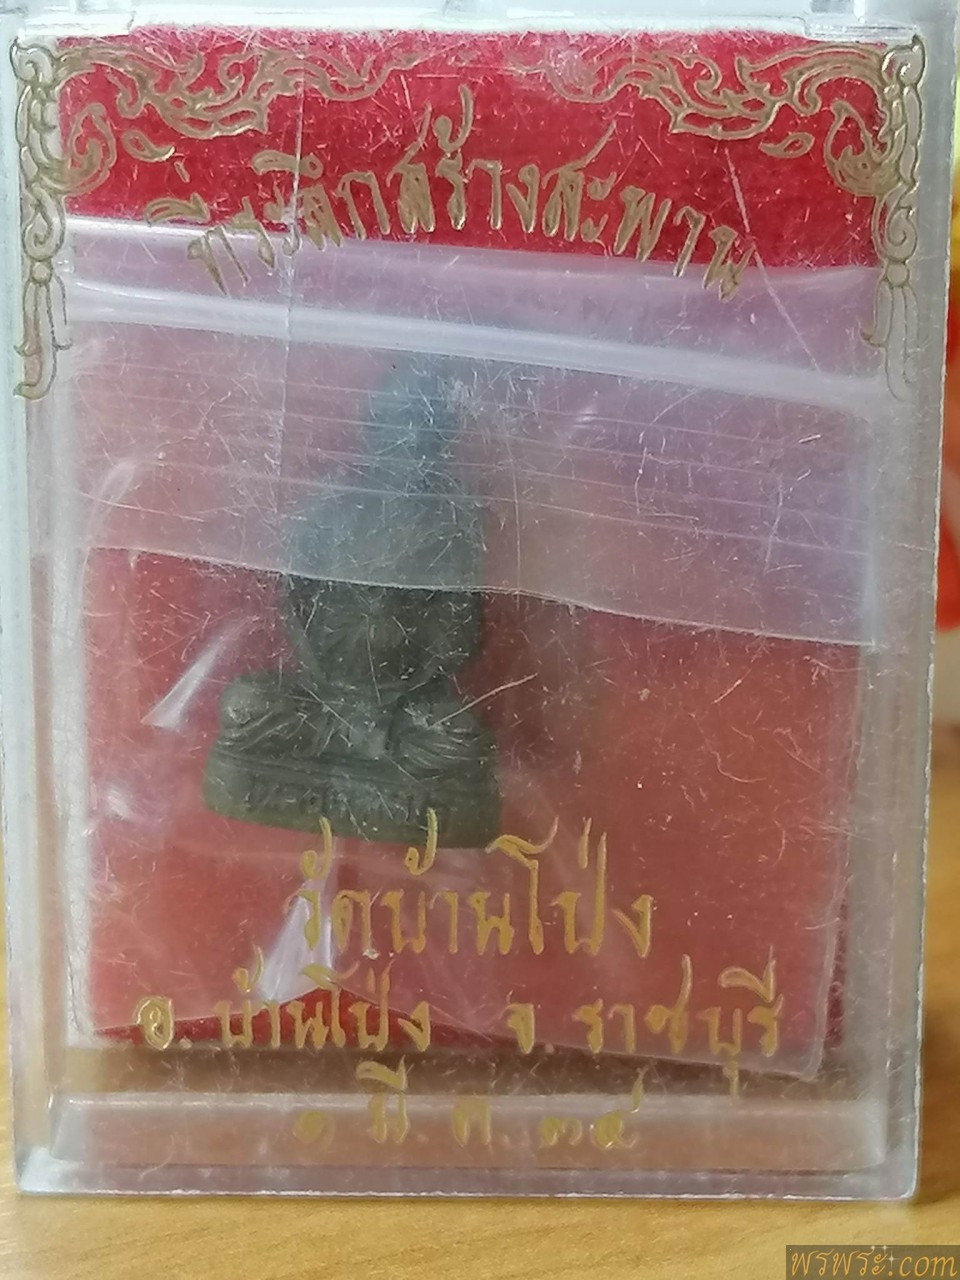 ที่ระลึกสร้างสะพาน
วัดบ้านโป่ง
อ.บ้านโป่ง จ.ราชบุรี
๑ มี.ค. ๓๙
พรพระ.com